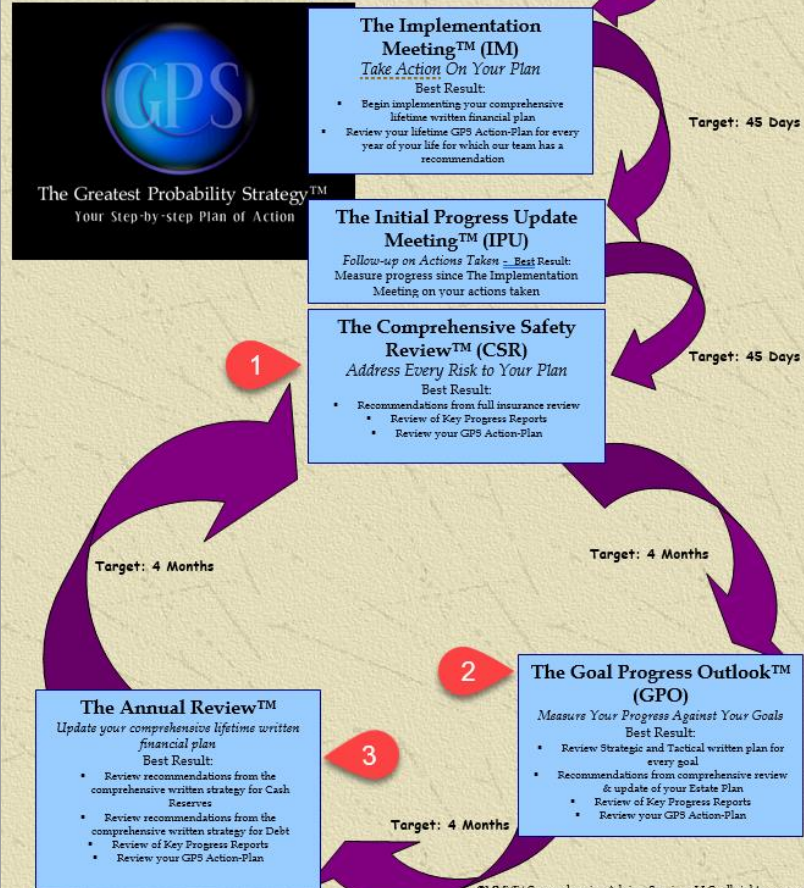 GPS
The Greatest Probability Strategy™
Your Step-by-step Plan of Action
The Implementation
Meeting™ (IM)
Take Action On Your Plan
Best Result:
▪ Begin implementing your comprehensive
lifetime written financial plan
▪ Review your lifetime GPS Action-Plan for every
year of your life for which our team has a
recommendation
Target: 45 Days
The Initial Progress Update
Meeting™ (IPU)
Follow-up on Actions Taken – Best Result:
Measure progress since The Implementation
Meeting on your actions taken
Target: 45 Days
1
The Comprehensive Safety
Review™ (CSR)
Address Every Risk to Your Plan
Best Result:
▪ Recommendations from full insurance review
▪ Review of Key Progress Reports
▪ Review your GPS Action-Plan
Target: 4 Months
Target: 4 Months
2
The Goal Progress Outlook™
(GPO)
Measure Your Progress Against Your Goals
Best Result:
▪ Review Strategic and Tactical written plan for
every goal
▪ Recommendations from comprehensive review
& update of your Estate Plan
▪ Review of Key Progress Reports
▪ Review your GPS Action-Plan
3
The Annual Review™
Update your comprehensive lifetime written
financial plan
Best Result:
▪ Review recommendations from the
comprehensive written strategy for Cash
Reserves
▪ Review recommendations from the
comprehensive written strategy for Debt
▪ Review of Key Progress Reports
▪ Review your GPS Action-Plan
Target: 4 Months